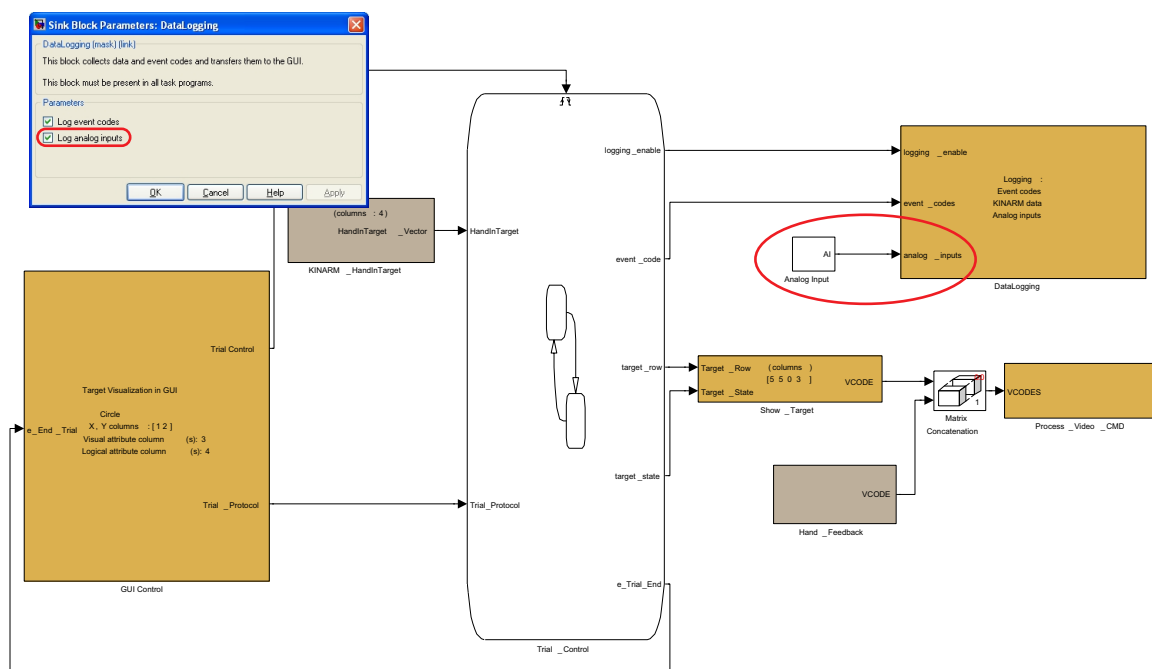 Sink Block Parameters: DataLogging
DataLogging (mask) (link)
This block collects data and event codes and transfers them to the GUI.
This block must be present in all task programs.
Parameters
Log event codes
Log analog inputs
OK
Cancel
Help
Apply
(columns : 4)
HandInTarget _Vector
KINARM _HandInTarget
Trial Control
Target Visualization in GUI
Circle
X, Y columns :[1 2]
Visual attribute column (s): 3
Logical attribute column (s): 4
e_End _Trial
Trial _Protocol
GUI Control
HandInTarget
Trial_Protocol
logging _enable
event _code
target _row
target _state
e_Trial_End
Trial _Control
logging _enable
Logging :
Event codes
KINARM data
Analog inputs
event _codes
analog _inputs
DataLogging
AI
Analog Input
Target _Row
(columns )
[5 5 0 3 ]
Target _State
VCODE
Show _Target
1
Matrix
Concatenation
VCODES
Process _Video _CMD
VCODE
Hand _Feedback